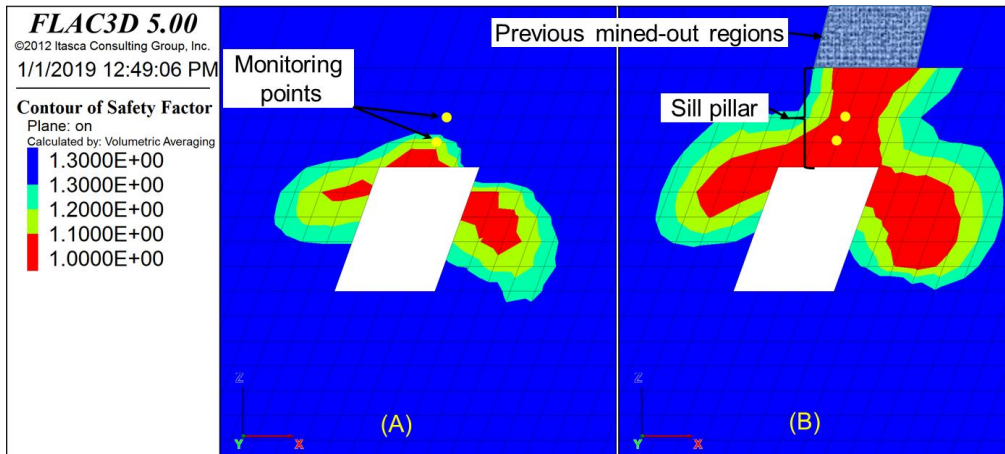 FLAC3D 5.00
©2012 Itasca Consulting Group, Inc.
1/1/2019 12:49:06 PM
Contour of Safety Factor
Plane: on
Calculated by: Volumetric Averaging
1.3000E+00
1.3000E+00
1.2000E+00
1.1000E+00
1.0000E+00
Monitoring
points
Z
Y
X
(A)
Previous mined-out regions
Sill pillar
Z
Y
X
(B)